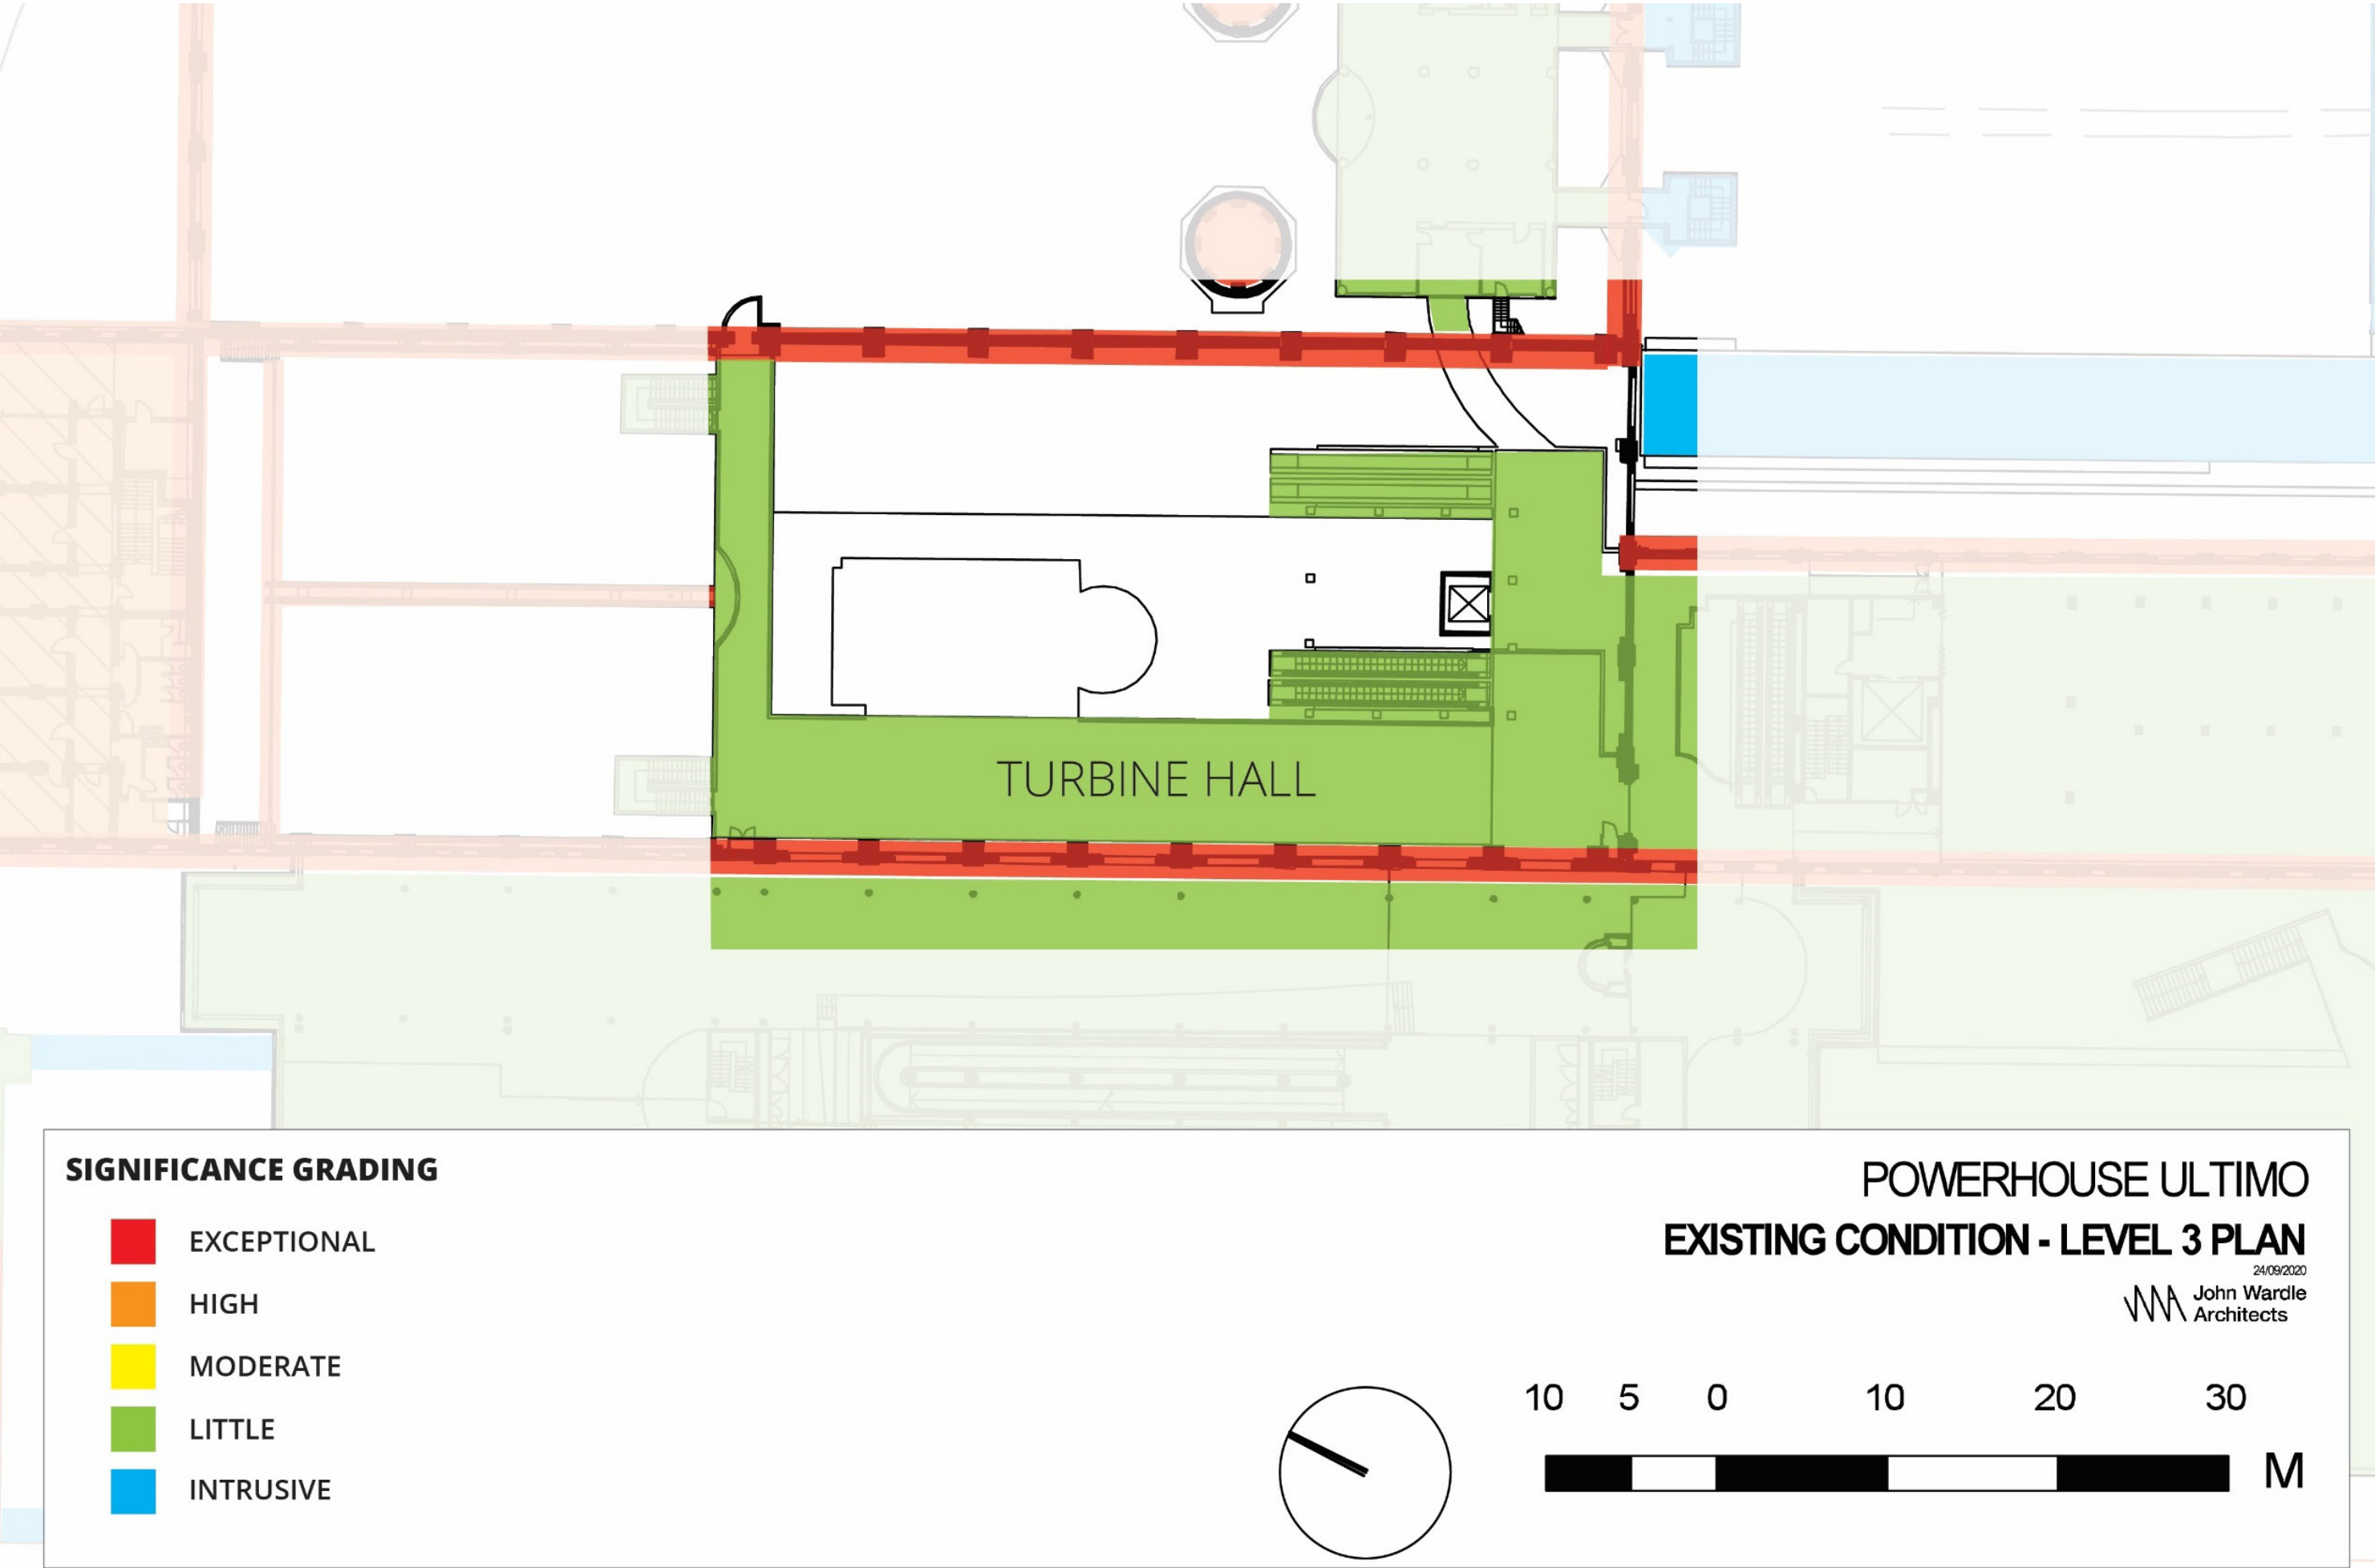 TURBINE HALL
SIGNIFICANCE GRADING
EXCEPTIONAL
HIGH
MODERATE
LITTLE
INTRUSIVE
POWERHOUSE ULTIMO
EXISTING CONDITION - LEVEL 3 PLAN
24/09/2020
John Wardle
Architects
10 5 0 10 20 30
M